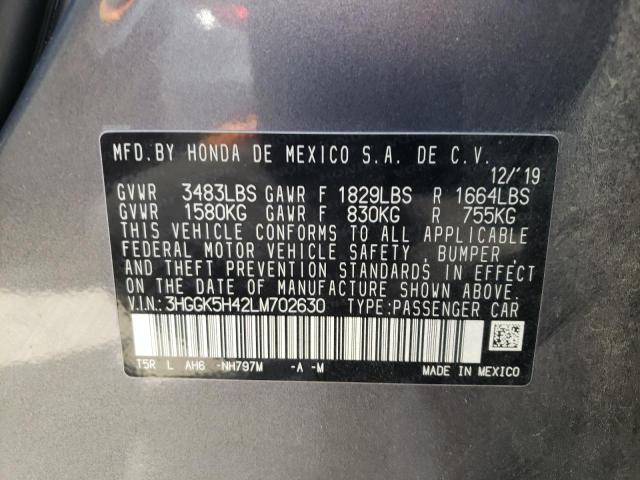 MFD.BY HONDA DE MEXICO S.A. DE C.V.
12/'19
GVWR 3483LBS GAWR F 1829LBS R 1664LBS
GVWR 1580KG GAWR F 830KG R 755KG
THIS VEHICLE CONFORMS TO ALL APPLICABLE
FEDERAL MOTOR VEHICLE SAFETY, BUMPER,
AND THEFT PREVENTION STANDARDS IN EFFECT
ON THE DATE OF MANUFACTURE SHOWN ABOVE.
V.I.N: 3HGGK5H42LM702630 TYPE:PASSENGER CAR
T5R L AH6 -NH797M -A -M
MADE IN MEXICO